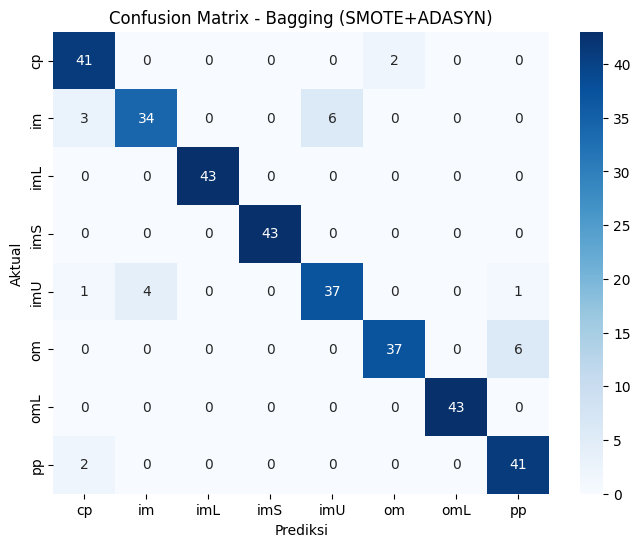 Confusion Matrix - Bagging (SMOTE+ADASYN)
cp 41 0 0 0 0 2 0 0
im 3 34 0 0 6 0 0 0
imL 0 0 43 0 0 0 0 0
imS 0 0 0 43 0 0 0 0
imU 1 4 0 0 37 0 0 1
om 0 0 0 0 0 37 0 6
omL 0 0 0 0 0 0 43 0
pp 2 0 0 0 0 0 0 41
cp im imL imS imU om omL pp
Aktual
Prediksi
40
35
30
25
20
15
10
5
0